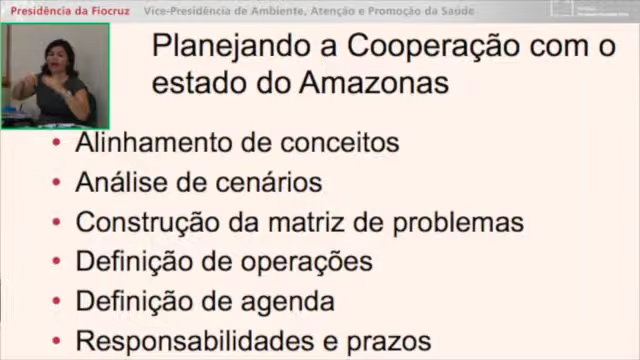 Presidência da Fiocruz Vice-Presidência de Ambiente, Atenção e Promoção da Saúde
Planejando a Cooperação com o
estado do Amazonas
• Alinhamento de conceitos
• Análise de cenários
• Construção da matriz de problemas
• Definição de operações
• Definição de agenda
• Responsabilidades e prazos